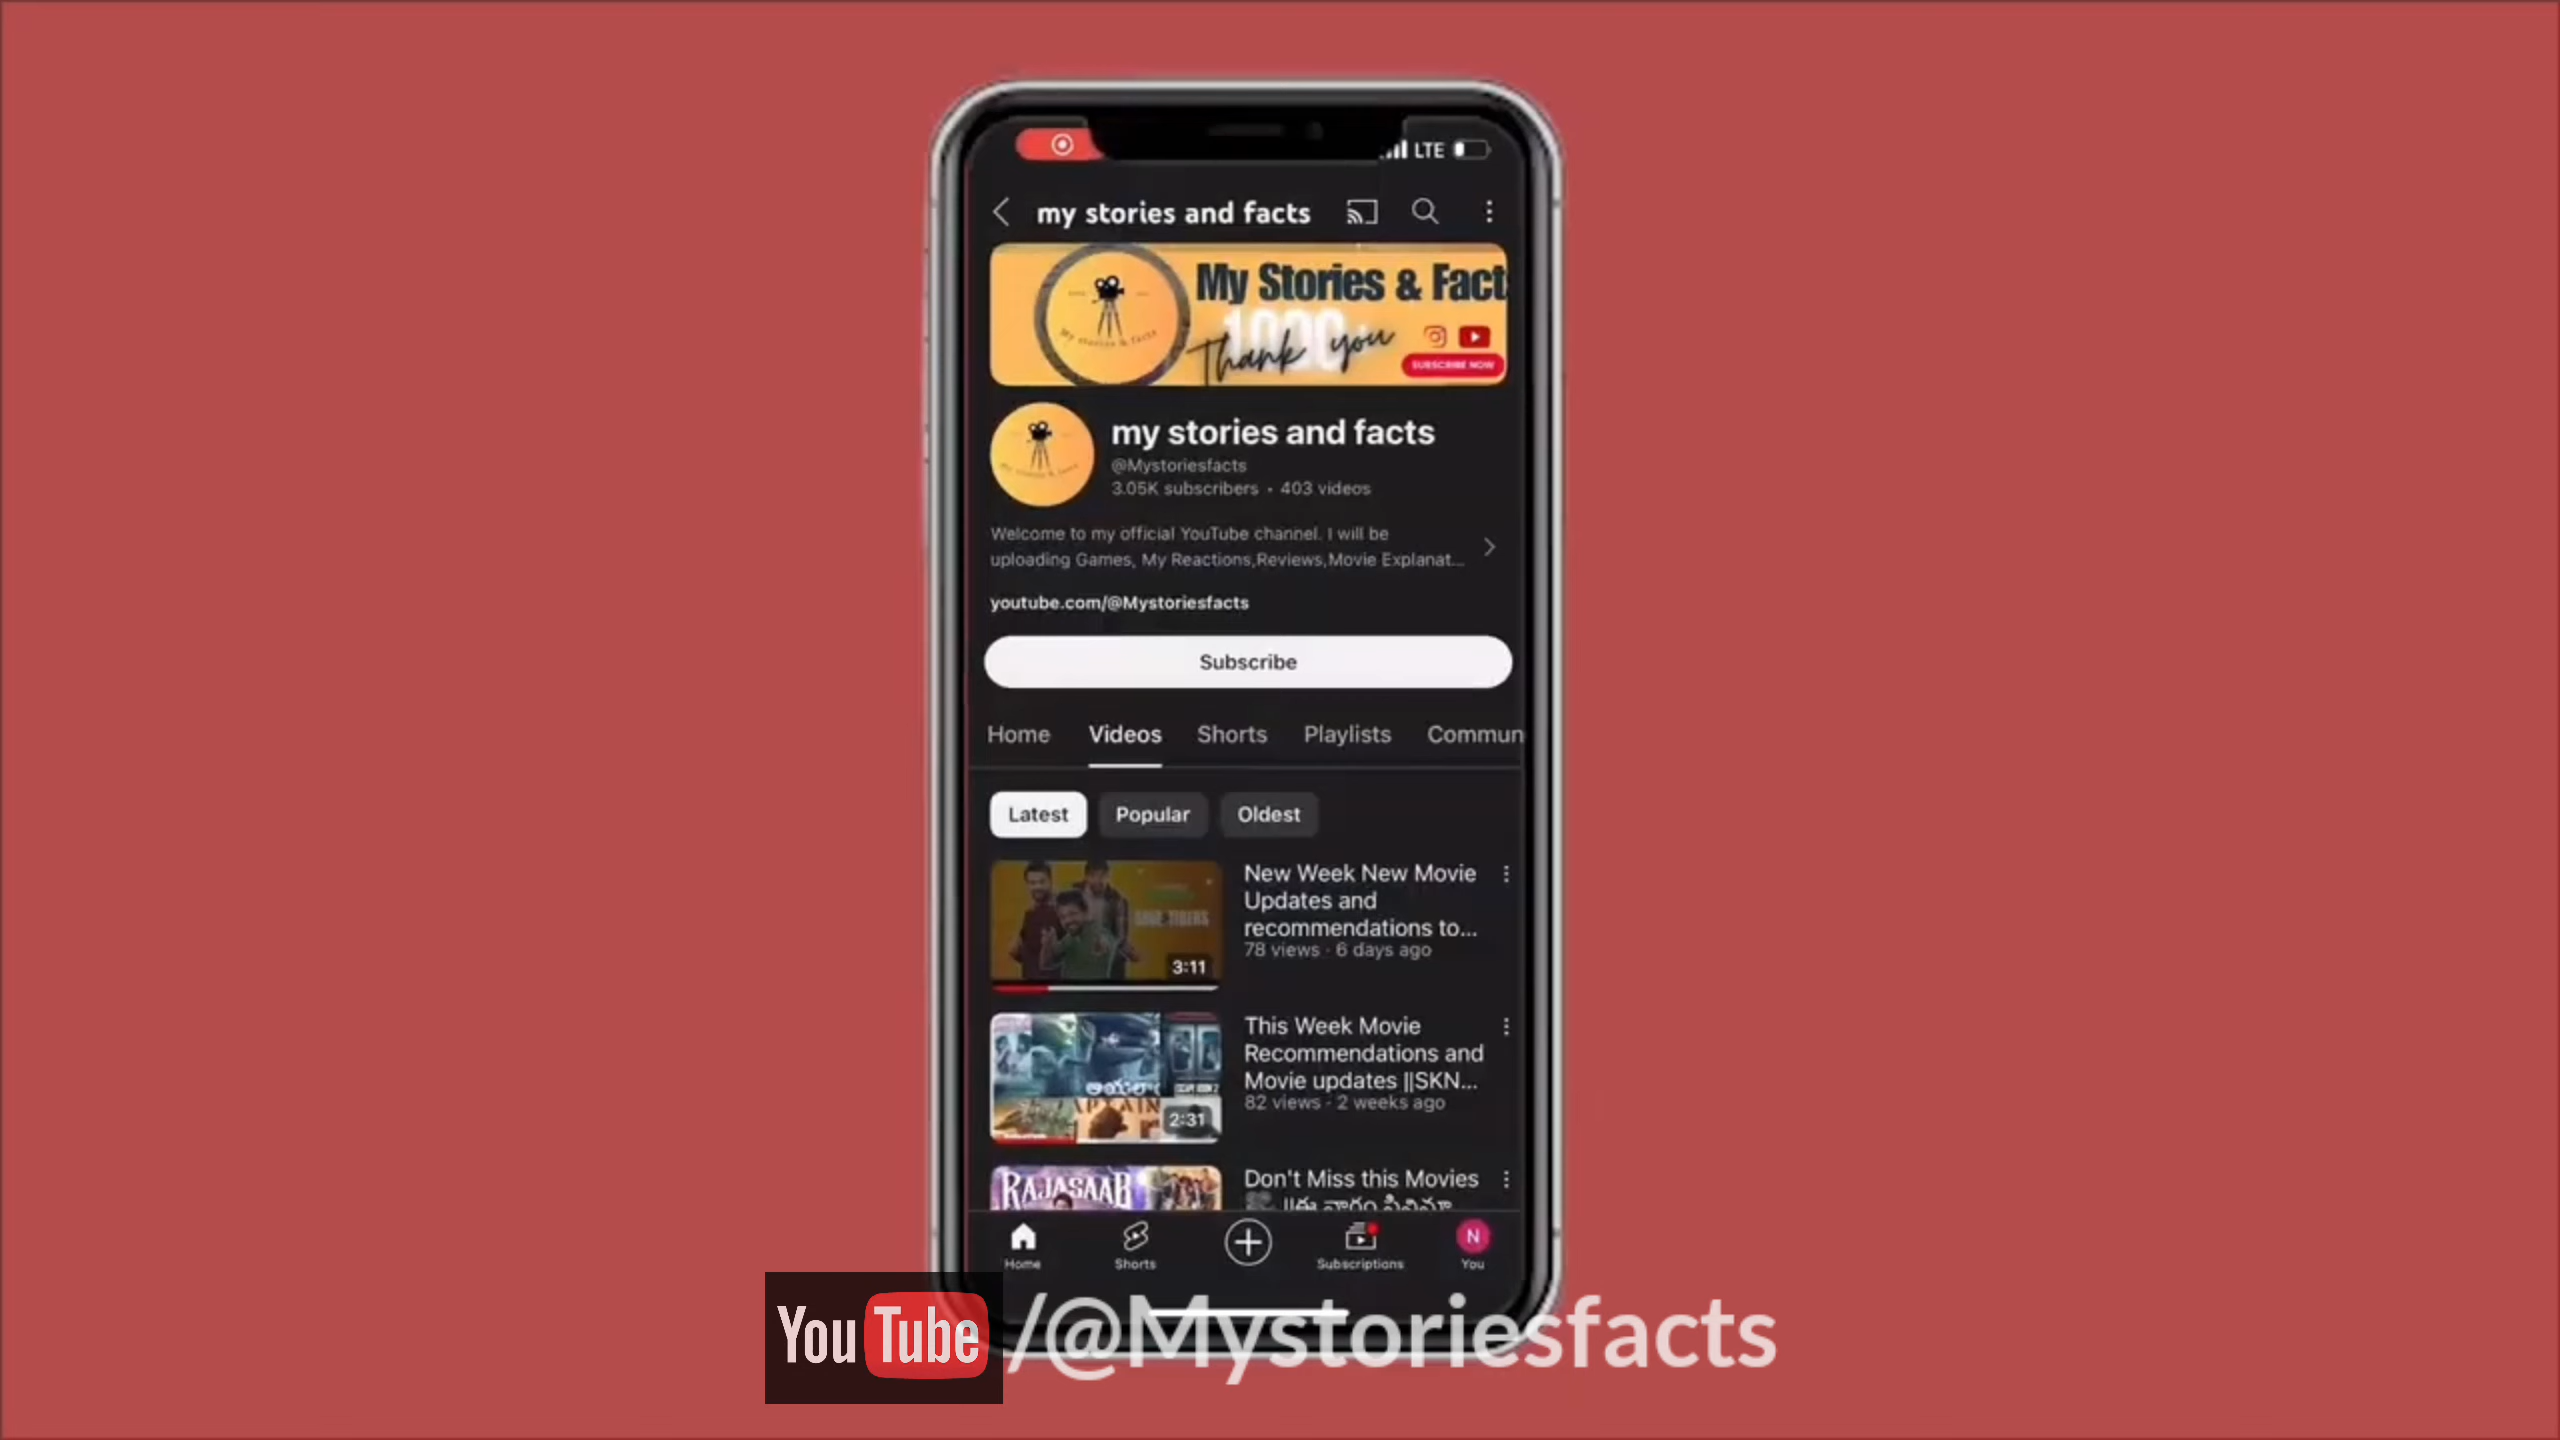 LTE
my stories and facts
My Stories & Fact
Thank you
SUBSCRIBE NOW
my stories and facts
@Mystoriesfacts
3.05K subscribers • 403 videos
Welcome to my official YouTube channel. I will be
uploading Games, My Reactions,Reviews,Movie Explanat...
youtube.com/@Mystoriesfacts
Subscribe
Home Videos Shorts Playlists Commun
Latest Popular Oldest
New Week New Movie
Updates and
recommendations to...
78 views · 6 days ago
3:11
This Week Movie
Recommendations and
Movie updates ||SKN...
82 views · 2 weeks ago
2:31
RAJASAAB
Don't Miss this Movies
||ఈ వారం సినిమా
Home Shorts Subscriptions N You
YouTube /@Mystoriesfacts